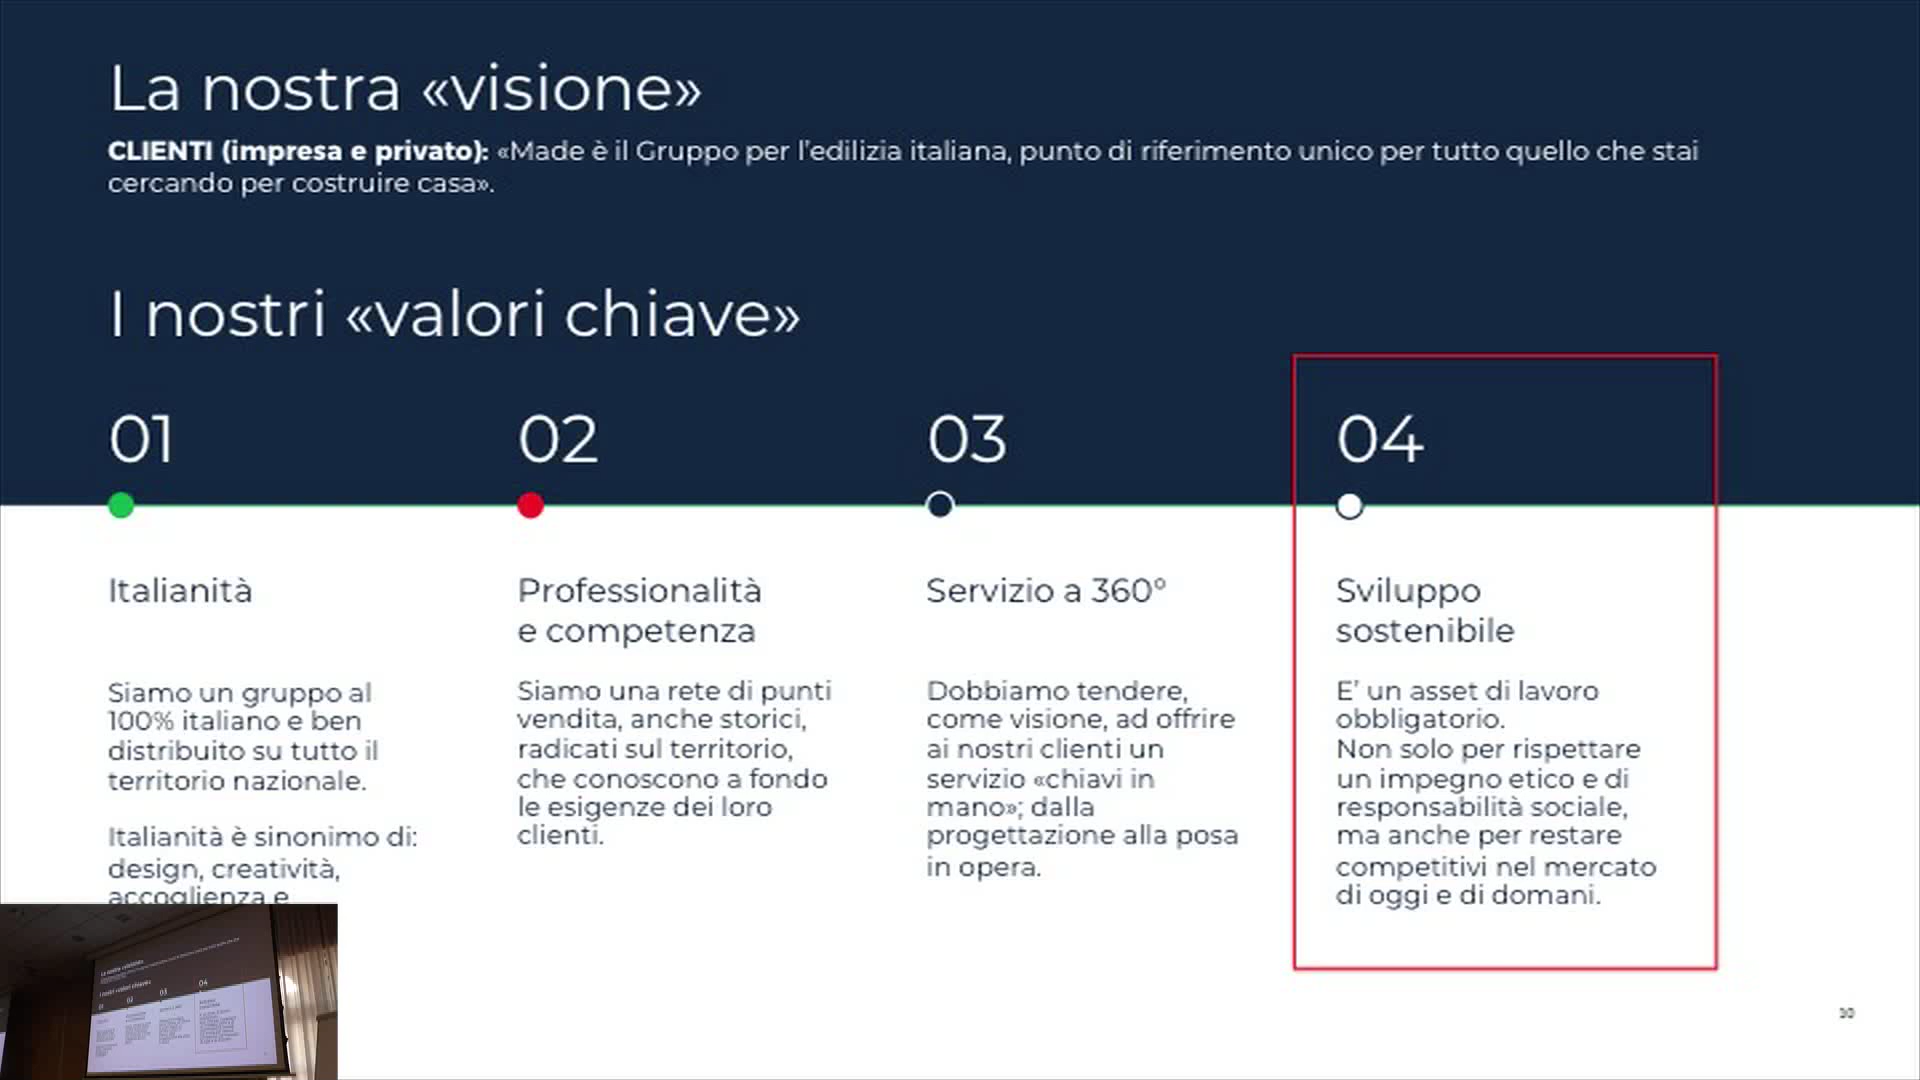 La nostra «visione»
CLIENTI (impresa e privato): «Made è il Gruppo per l’edilizia italiana, punto di riferimento unico per tutto quello che stai
cercando per costruire casa».
I nostri «valori chiave»
01
02
03
04
Italianità
Siamo un gruppo al
100% italiano e ben
distribuito su tutto il
territorio nazionale.
Italianità è sinonimo di:
design, creatività,
accoglienza e
Professionalità
e competenza
Siamo una rete di punti
vendita, anche storici,
radicati sul territorio,
che conoscono a fondo
le esigenze dei loro
clienti.
Servizio a 360°
Dobbiamo tendere,
come visione, ad offrire
ai nostri clienti un
servizio «chiavi in
mano»; dalla
progettazione alla posa
in opera.
Sviluppo
sostenibile
E’ un asset di lavoro
obbligatorio.
Non solo per rispettare
un impegno etico e di
responsabilità sociale,
ma anche per restare
competitivi nel mercato
di oggi e di domani.